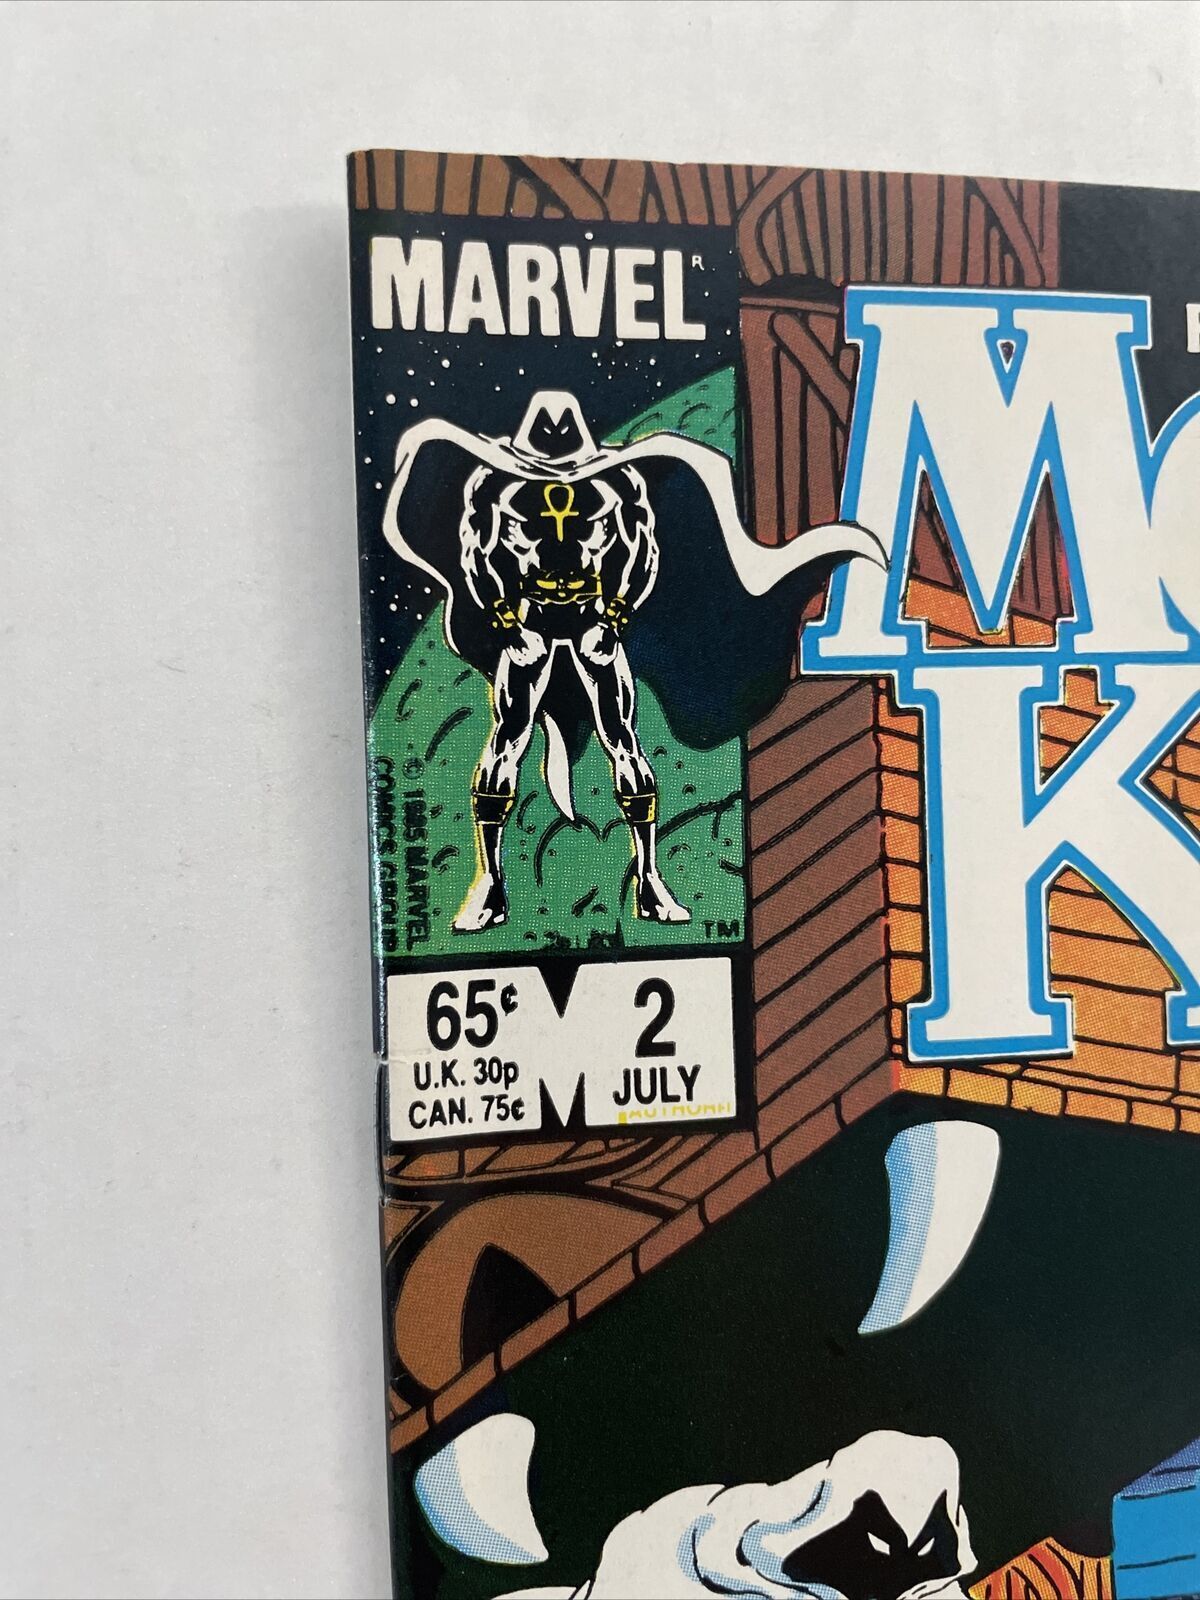 MARVEL R
© 1985 MARVEL
COMICS GROUP
TM
65¢
U.K. 30p
CAN. 75¢
2
JULY
M
K